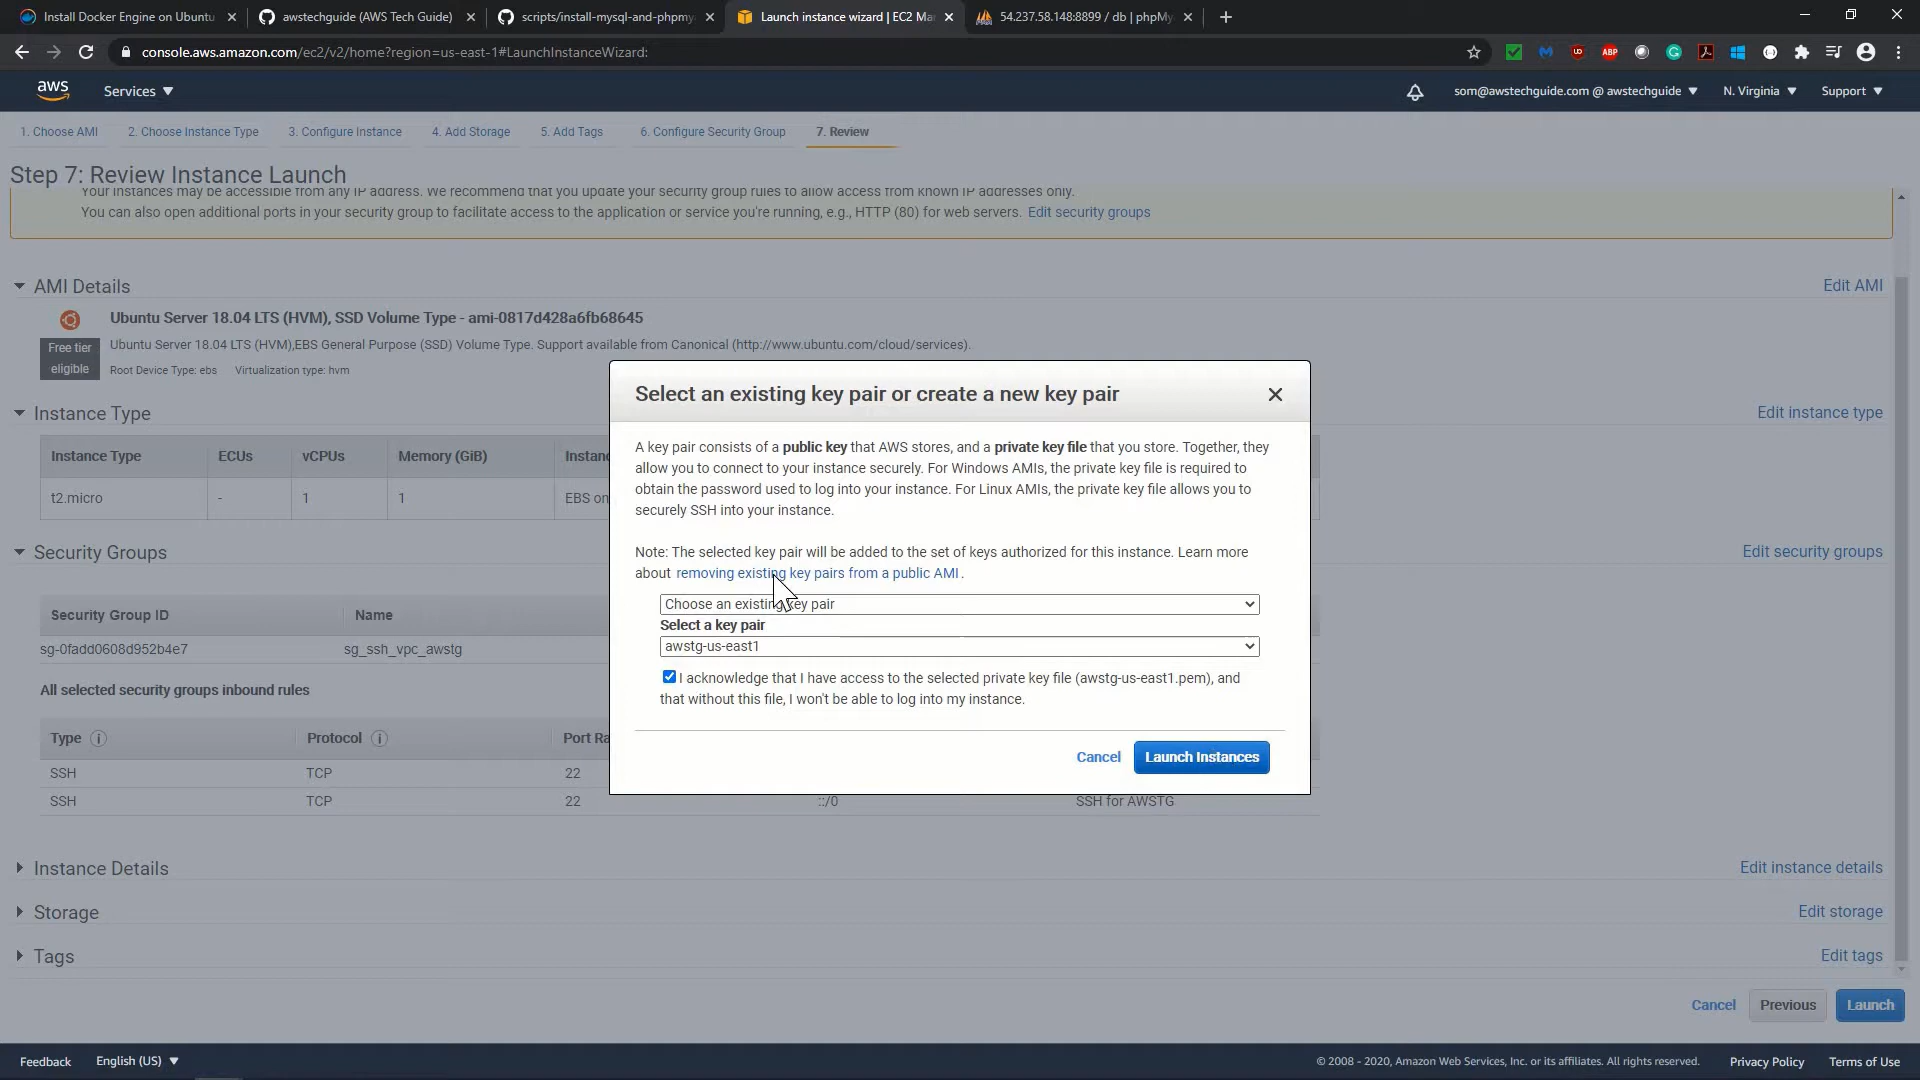 Install Docker Engine on Ubuntu
awstechguide (AWS Tech Guide)
scripts/install-mysql-and-phpmy
Launch instance wizard | EC2 Ma
54.237.58.148:8899 / db | phpMy
console.aws.amazon.com/ec2/v2/home?region=us-east-1#LaunchInstanceWizard:
ABP
aws
Services
som@awstechguide.com @ awstechguide
N. Virginia
Support
1. Choose AMI
2. Choose Instance Type
3. Configure Instance
4. Add Storage
5. Add Tags
6. Configure Security Group
7. Review
Step 7: Review Instance Launch
Your instances may be accessible from any IP address. We recommend that you update your security group rules to allow access from known IP addresses only.
You can also open additional ports in your security group to facilitate access to the application or service you're running, e.g., HTTP (80) for web servers. Edit security groups
AMI Details
Edit AMI
Ubuntu Server 18.04 LTS (HVM), SSD Volume Type - ami-0817d428a6fb68645
Free tier
eligible
Ubuntu Server 18.04 LTS (HVM),EBS General Purpose (SSD) Volume Type. Support available from Canonical (http://www.ubuntu.com/cloud/services).
Root Device Type: ebs
Virtualization type: hvm
Instance Type
Edit instance type
Instance Type
ECUs
vCPUs
Memory (GiB)
Instanc
t2.micro
-
1
1
EBS on
Security Groups
Edit security groups
Security Group ID
Name
sg-0fadd0608d952b4e7
sg_ssh_vpc_awstg
All selected security groups inbound rules
Type
Protocol
Port Ra
SSH
TCP
22
SSH
TCP
22
::/0
SSH for AWSTG
Instance Details
Edit instance details
Storage
Edit storage
Tags
Edit tags
Select an existing key pair or create a new key pair
A key pair consists of a public key that AWS stores, and a private key file that you store. Together, they
allow you to connect to your instance securely. For Windows AMIs, the private key file is required to
obtain the password used to log into your instance. For Linux AMIs, the private key file allows you to
securely SSH into your instance.
Note: The selected key pair will be added to the set of keys authorized for this instance. Learn more
about removing existing key pairs from a public AMI.
Choose an existing key pair
Select a key pair
awstg-us-east1
I acknowledge that I have access to the selected private key file (awstg-us-east1.pem), and
that without this file, I won't be able to log into my instance.
Cancel
Launch Instances
Cancel
Previous
Launch
Feedback
English (US)
© 2008 - 2020, Amazon Web Services, Inc. or its affiliates. All rights reserved.
Privacy Policy
Terms of Use